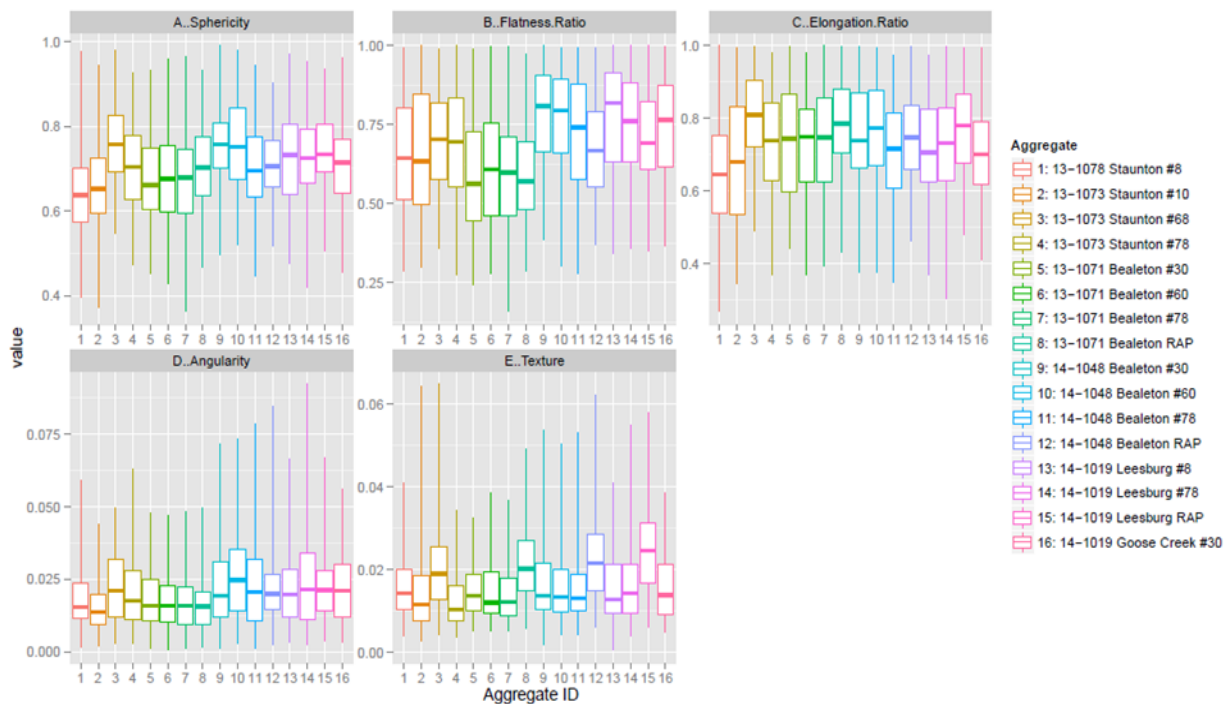 A..Sphericity
B..Flatness.Ratio
C..Elongation.Ratio
1.0
0.8
0.6
0.4
1.00
0.75
0.50
0.25
1.0
0.8
0.6
0.4
1 2 3 4 5 6 7 8 9 10 11 12 13 14 15 16
1 2 3 4 5 6 7 8 9 10 11 12 13 14 15 16
1 2 3 4 5 6 7 8 9 10 11 12 13 14 15 16
value
D..Angularity
E..Texture
0.075
0.050
0.025
0.000
0.06
0.04
0.02
0.00
1 2 3 4 5 6 7 8 9 10 11 12 13 14 15 16
1 2 3 4 5 6 7 8 9 10 11 12 13 14 15 16
Aggregate ID
Aggregate
1: 13-1078 Staunton #8
2: 13-1073 Staunton #10
3: 13-1073 Staunton #68
4: 13-1073 Staunton #78
5: 13-1071 Bealeton #30
6: 13-1071 Bealeton #60
7: 13-1071 Bealeton #78
8: 13-1071 Bealeton RAP
9: 14-1048 Bealeton #30
10: 14-1048 Bealeton #60
11: 14-1048 Bealeton #78
12: 14-1048 Bealeton RAP
13: 14-1019 Leesburg #8
14: 14-1019 Leesburg #78
15: 14-1019 Leesburg RAP
16: 14-1019 Goose Creek #30